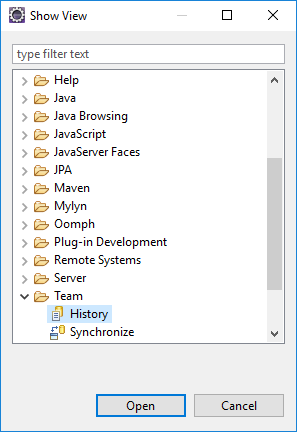 Show View
type filter text
Help
Java
Java Browsing
JavaScript
JavaServer Faces
JPA
Maven
Mylyn
Oomph
Plug-in Development
Remote Systems
Server
Team
History
Synchronize
Open
Cancel